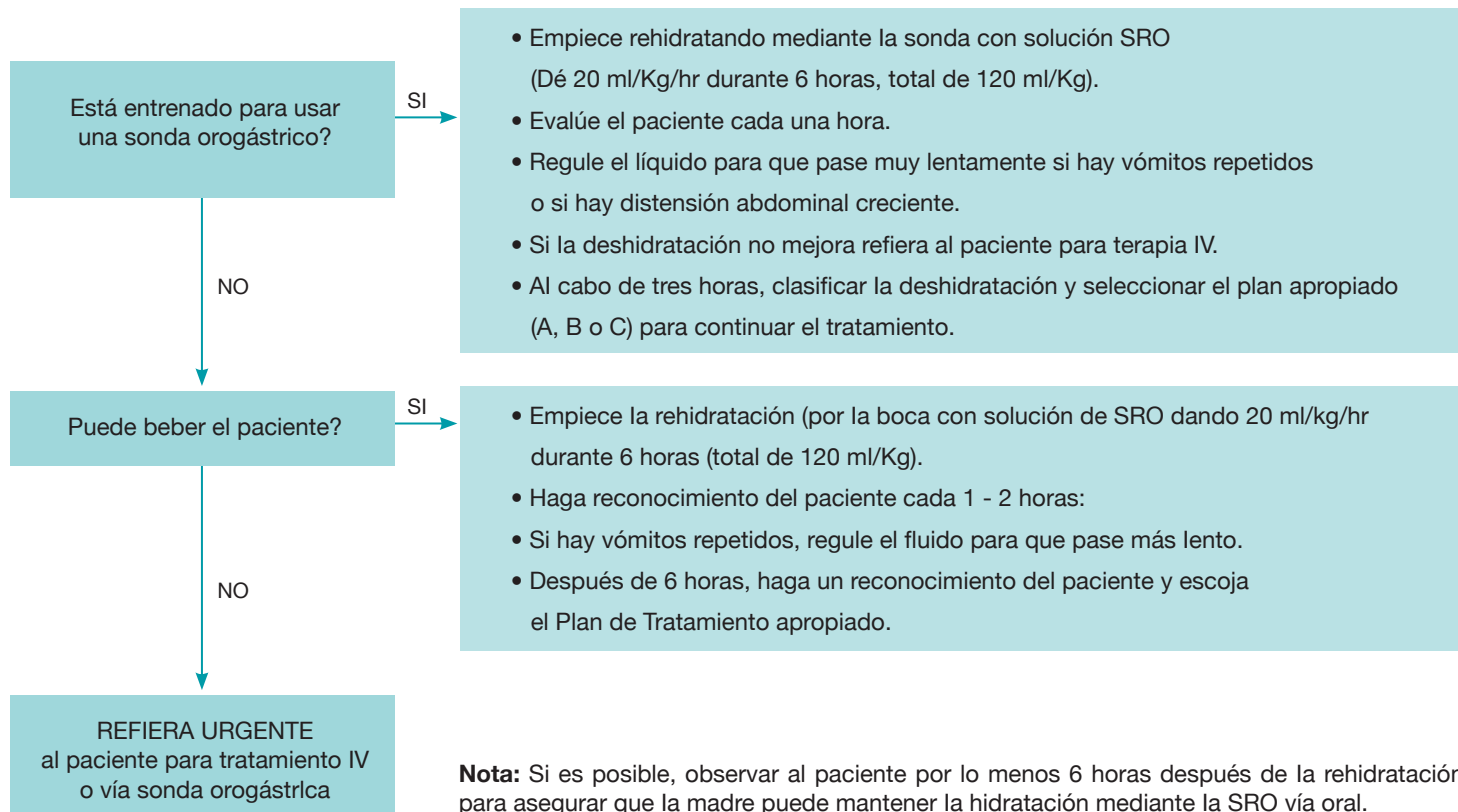 Está entrenado para usar
una sonda orogástrico?
SI
• Empiece rehidratando mediante la sonda con solución SRO
(Dé 20 ml/Kg/hr durante 6 horas, total de 120 ml/Kg).
• Evalúe el paciente cada una hora.
• Regule el líquido para que pase muy lentamente si hay vómitos repetidos
o si hay distensión abdominal creciente.
• Si la deshidratación no mejora refiera al paciente para terapia IV.
• Al cabo de tres horas, clasificar la deshidratación y seleccionar el plan apropiado
(A, B o C) para continuar el tratamiento.
NO
Puede beber el paciente?
SI
• Empiece la rehidratación (por la boca con solución de SRO dando 20 ml/kg/hr
durante 6 horas (total de 120 ml/Kg).
• Haga reconocimiento del paciente cada 1 - 2 horas:
• Si hay vómitos repetidos, regule el fluido para que pase más lento.
• Después de 6 horas, haga un reconocimiento del paciente y escoja
el Plan de Tratamiento apropiado.
NO
REFIERA URGENTE
al paciente para tratamiento IV
o vía sonda orogástrIca
Nota: Si es posible, observar al paciente por lo menos 6 horas después de la rehidratación
para asegurar que la madre puede mantener la hidratación mediante la SRO vía oral.